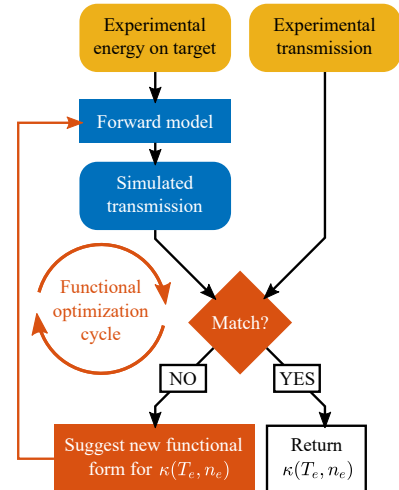 Experimental
energy on target
Experimental
transmission
Forward model
Simulated
transmission
Functional
optimization
cycle
Match?
NO
YES
Suggest new functional
form for κ(Tₑ, nₑ)
Return
κ(Tₑ, nₑ)